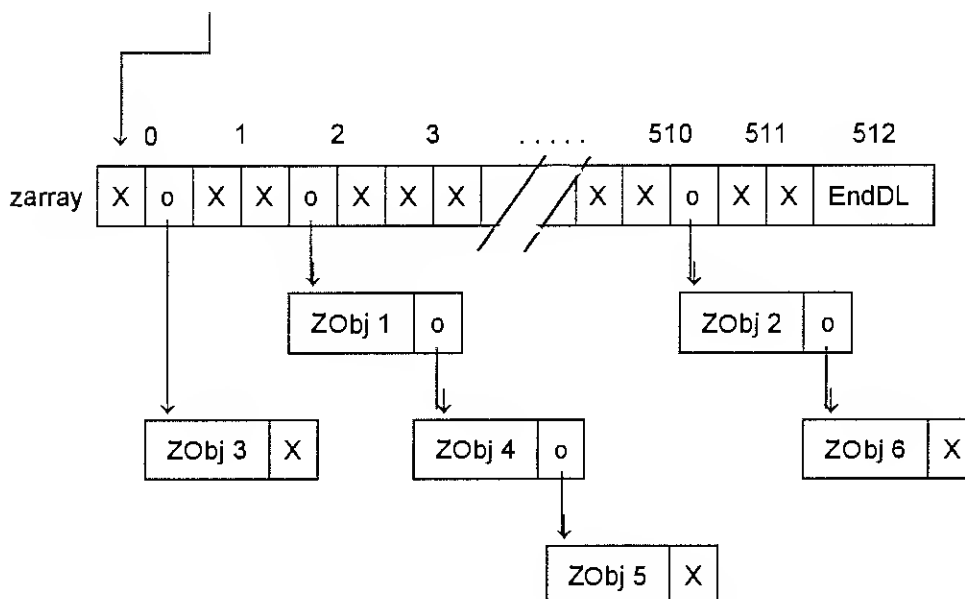 0 1 2 3 ..... 510 511 512
zarray X o X X o X X X X X o X X EndDL
ZObj 1 o ZObj 2 o
ZObj 3 X ZObj 4 o ZObj 6 X
ZObj 5 X